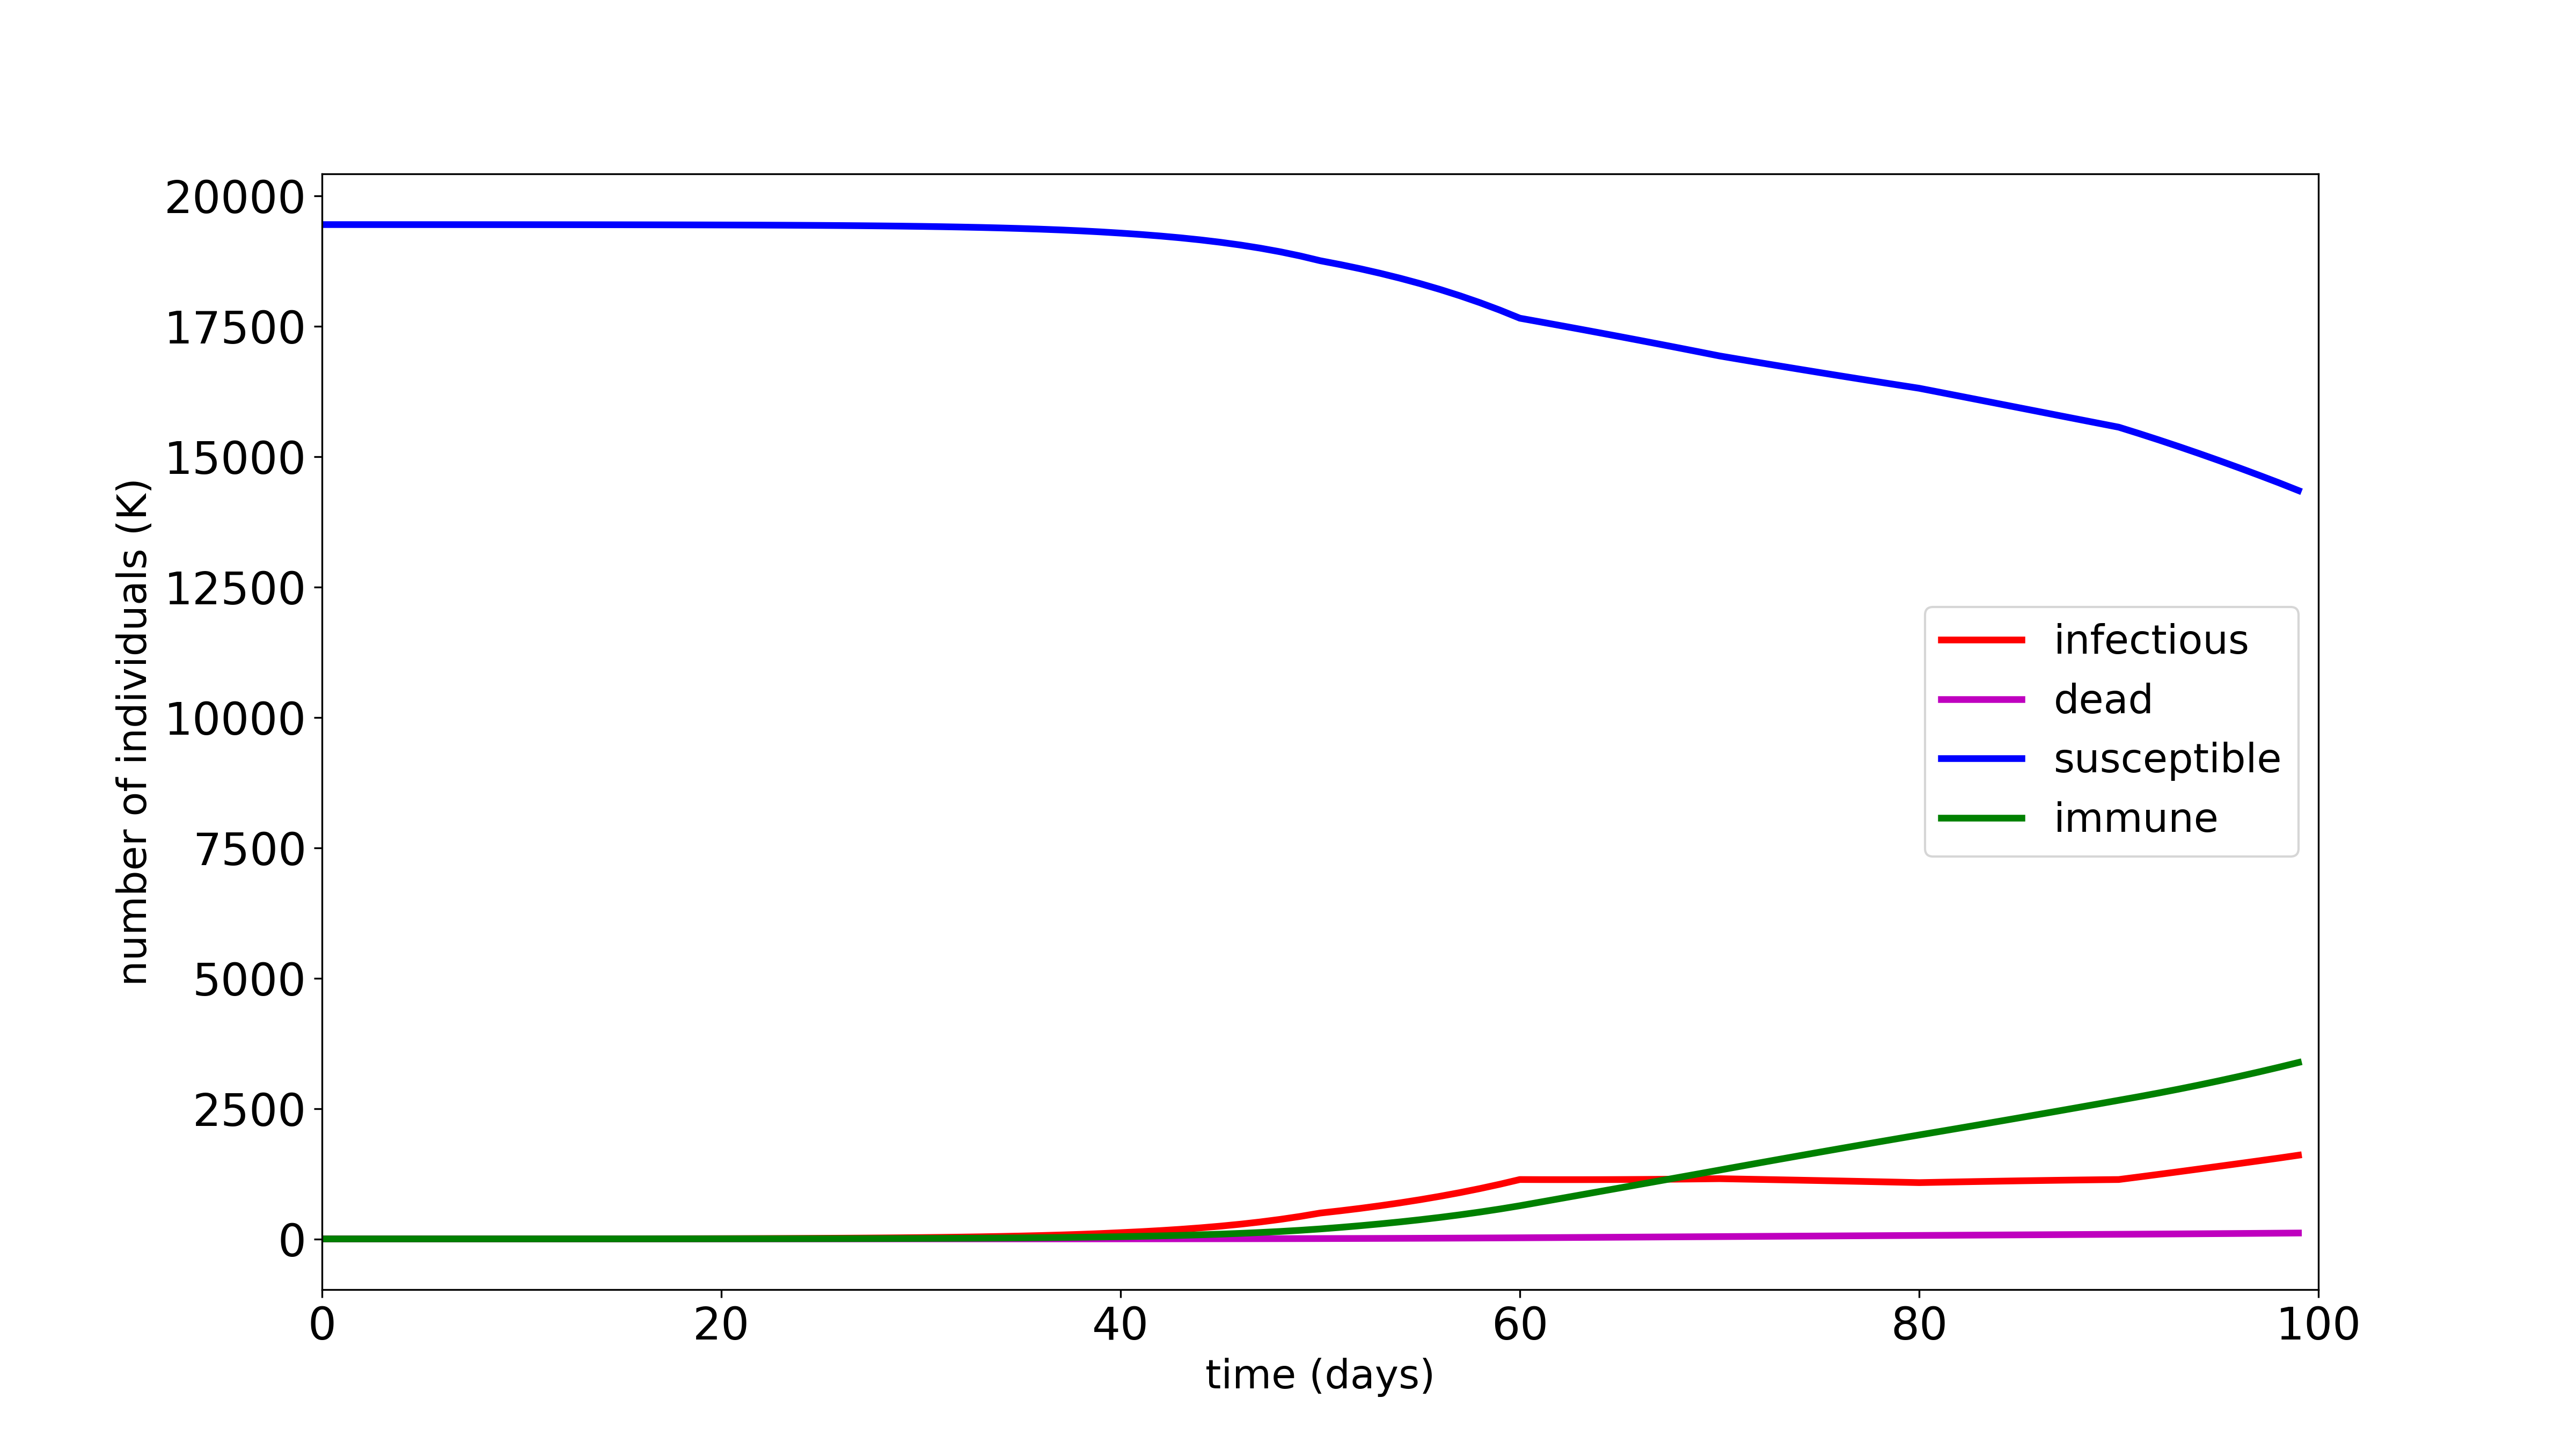 20000
17500
15000
12500
10000
7500
5000
2500
0
number of individuals (K)
infectious
dead
susceptible
immune
0 20 40 60 80 100
time (days)